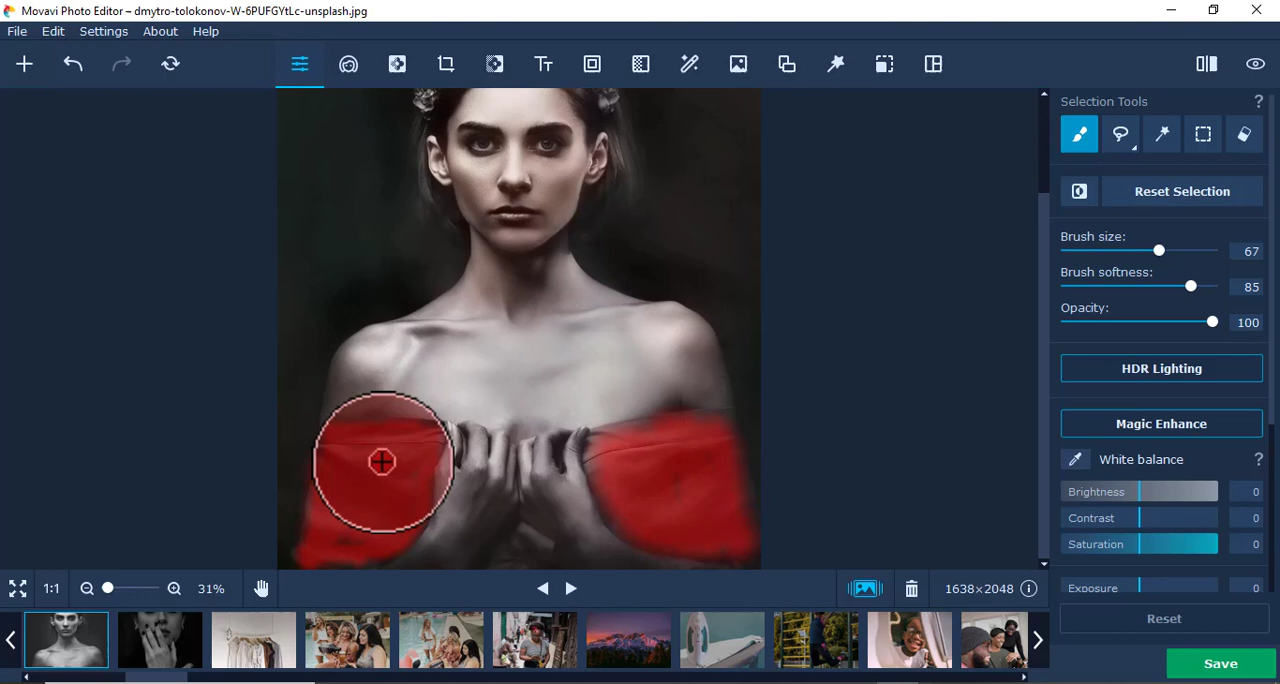 Movavi Photo Editor – dmytro-tolokonov-W-6PUFGYtLc-unsplash.jpg
File Edit Settings About Help
Selection Tools ?
Reset Selection
Brush size:
67
Brush softness:
85
Opacity:
100
HDR Lighting
Magic Enhance
White balance ?
Brightness 0
Contrast 0
Saturation 0
Exposure 0
1:1 31% 1638×2048
Reset
Save